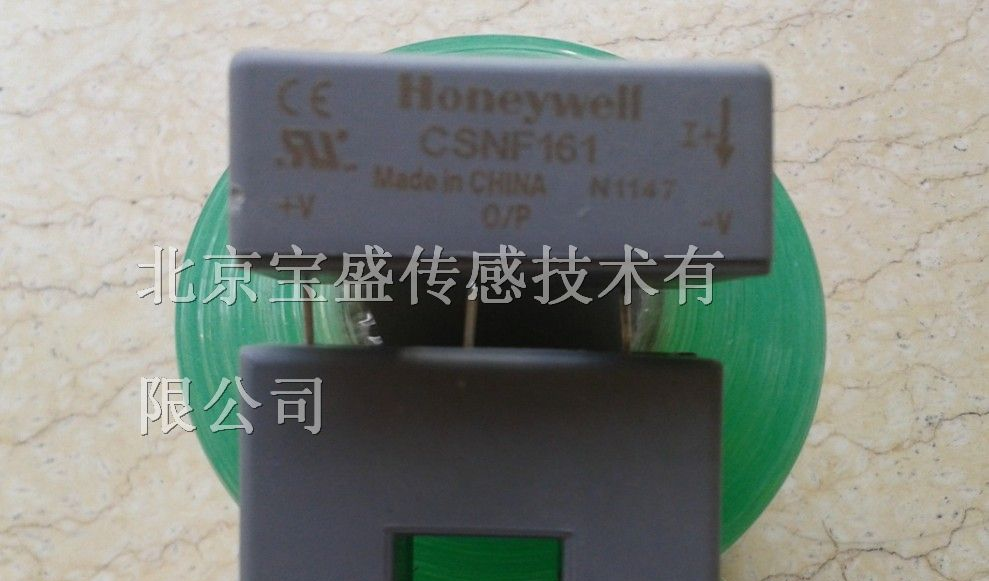 CE Honeywell I+
CSNF161
Made in CHINA N1147
+V O/P -V
北京宝盛传感技术有
限公司